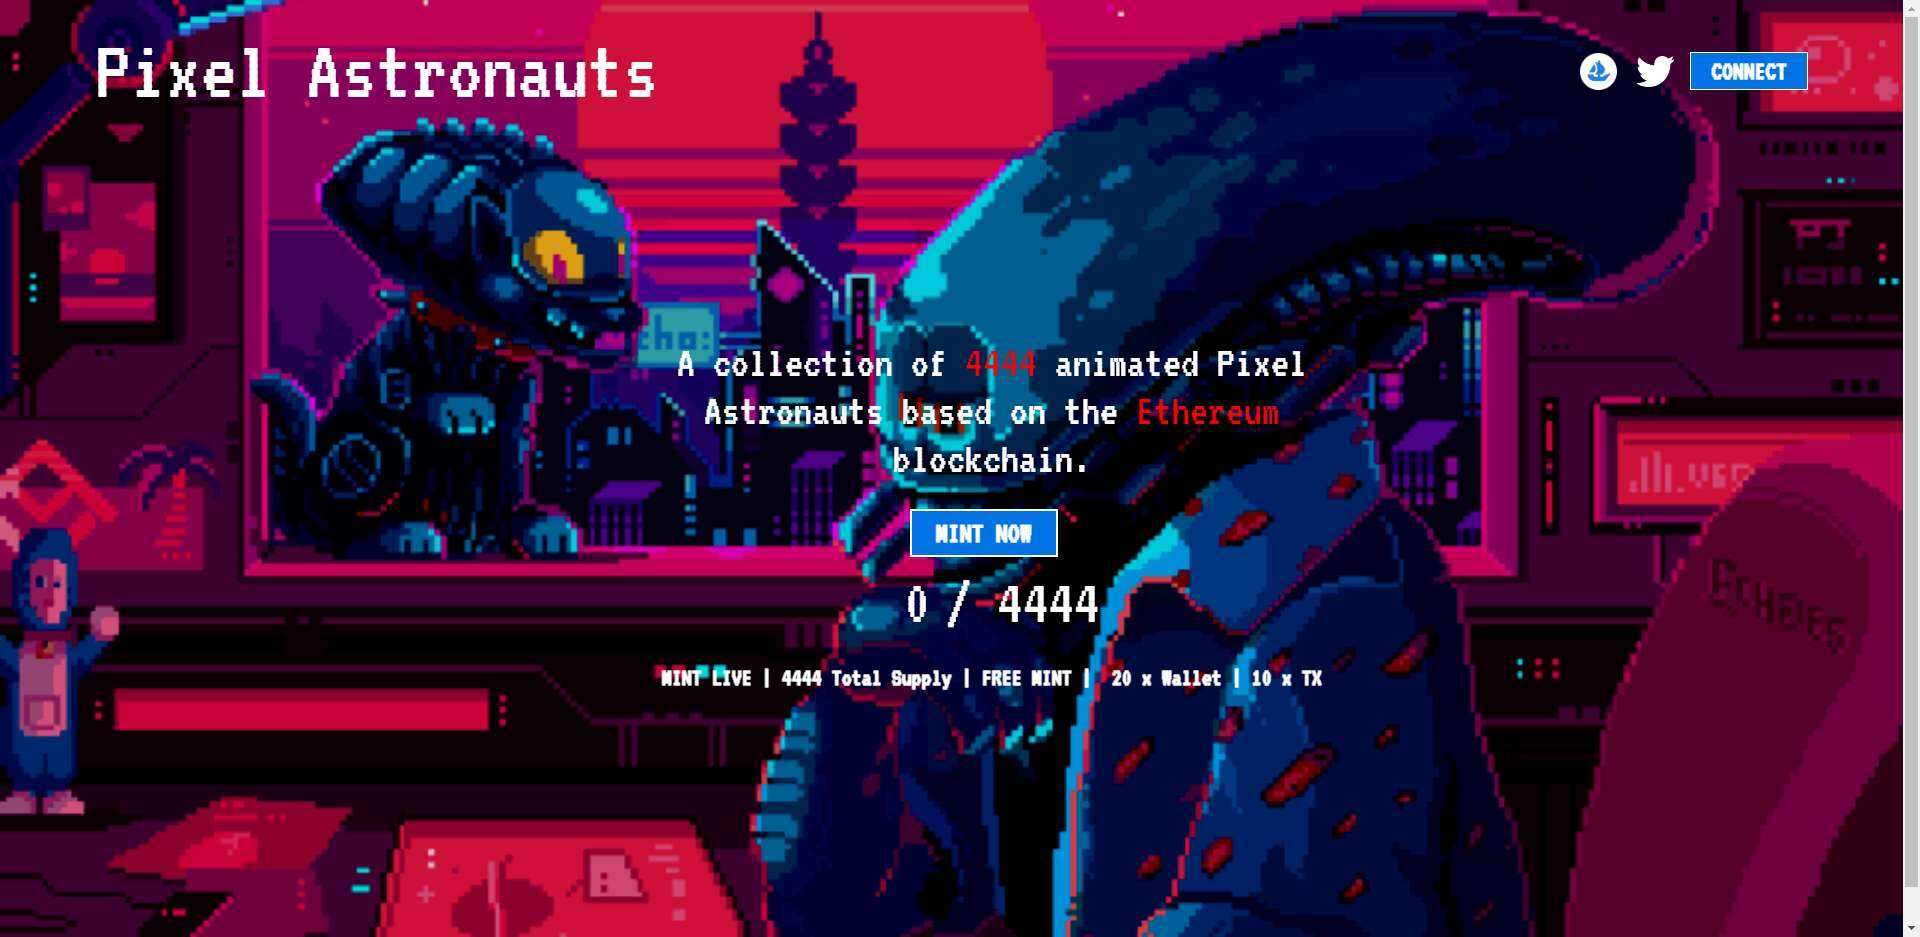 Pixel Astronauts
CONNECT
A collection of 4444 animated Pixel
Astronauts based on the Ethereum
blockchain.
MINT NOW
0 / 4444
MINT LIVE | 4444 Total Supply | FREE MINT | 20 x Wallet | 10 x TX